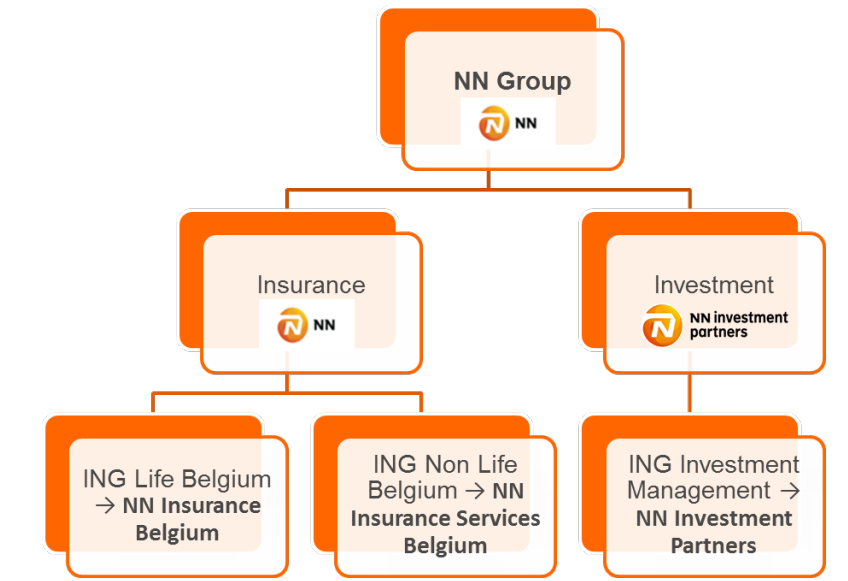 NN Group
NN
Insurance
NN
Investment
NN investment
partners
ING Life Belgium
→ NN Insurance
Belgium
ING Non Life
Belgium → NN
Insurance Services
Belgium
ING Investment
Management →
NN Investment
Partners